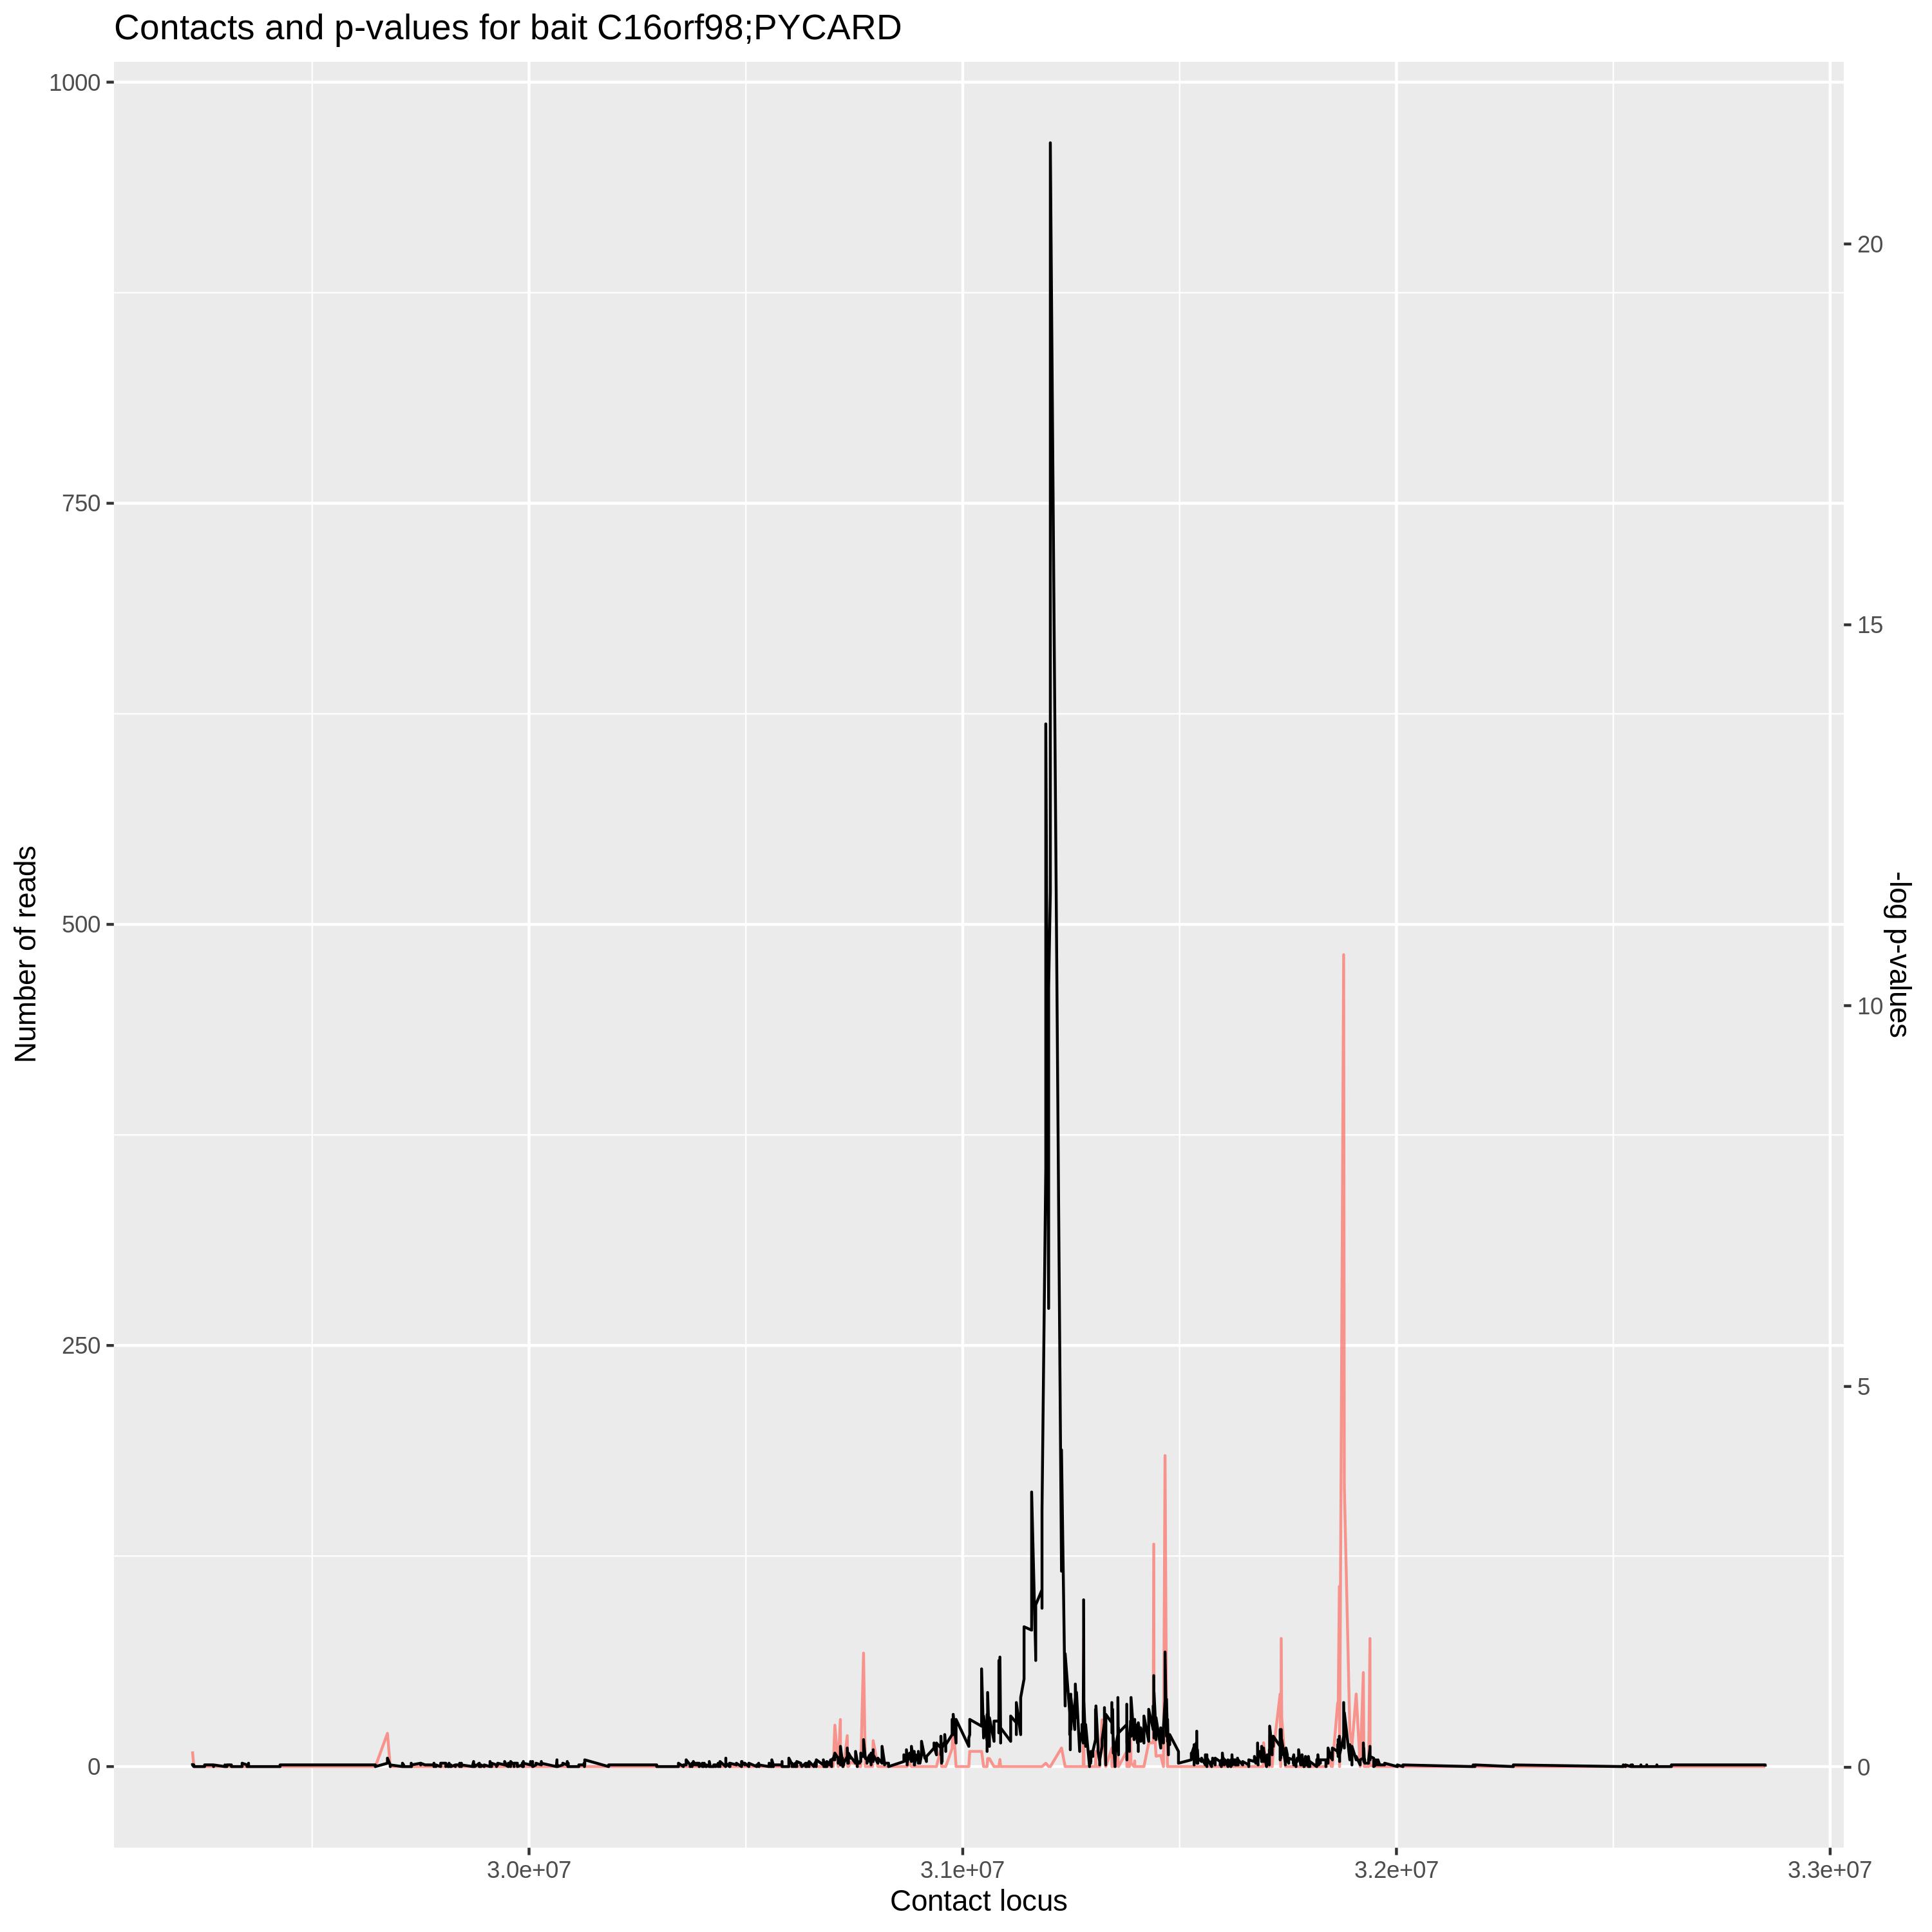 Contacts and p-values for bait C16orf98;PYCARD
1000
750
500
250
0
Number of reads
20
15
10
5
0
-log p-values
3.0e+07
3.1e+07
3.2e+07
3.3e+07
Contact locus